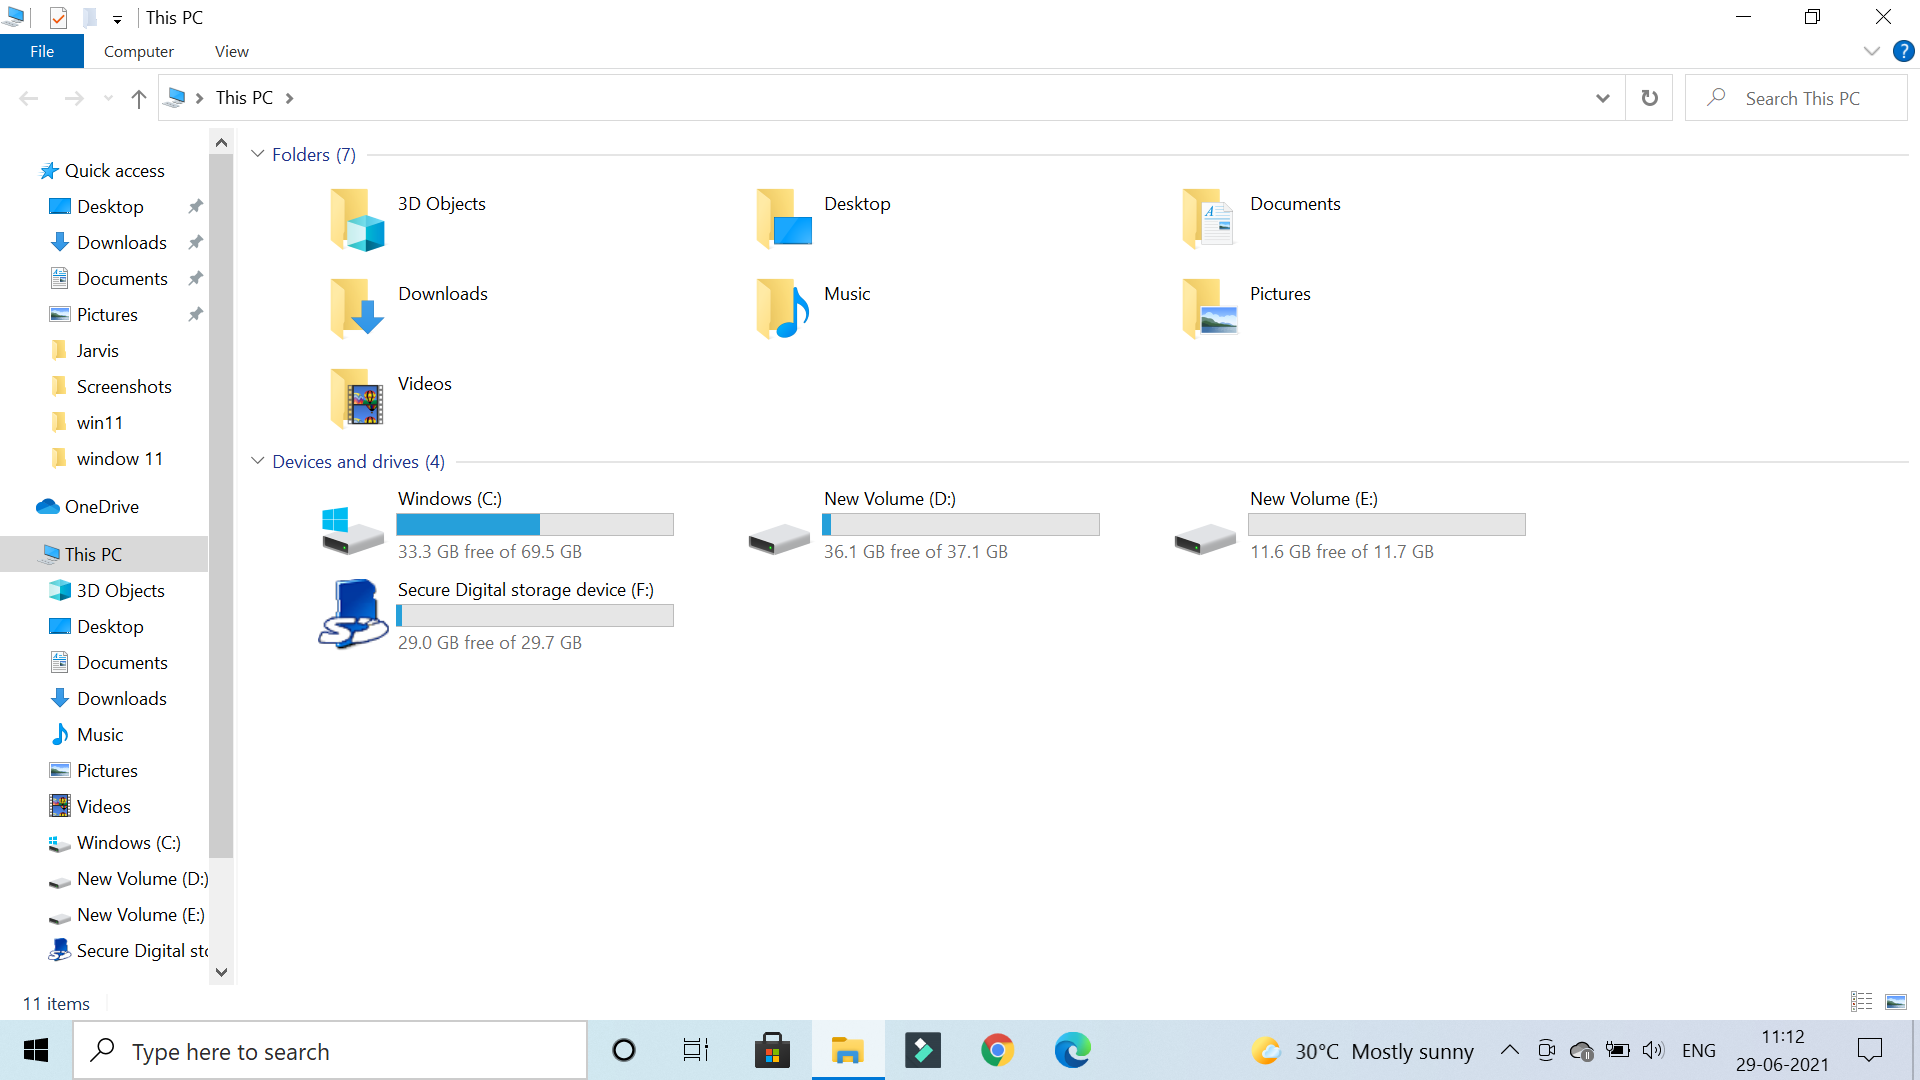 This PC
File Computer View
This PC
Search This PC
Quick access
Desktop
Downloads
Documents
Pictures
Jarvis
Screenshots
win11
window 11
OneDrive
This PC
3D Objects
Desktop
Documents
Downloads
Music
Pictures
Videos
Windows (C:)
New Volume (D:)
New Volume (E:)
Secure Digital sto
Folders (7)
3D Objects
Desktop
Documents
Downloads
Music
Pictures
Videos
Devices and drives (4)
Windows (C:)
33.3 GB free of 69.5 GB
New Volume (D:)
36.1 GB free of 37.1 GB
New Volume (E:)
11.6 GB free of 11.7 GB
Secure Digital storage device (F:)
29.0 GB free of 29.7 GB
11 items
Type here to search
30°C Mostly sunny
ENG
11:12
29-06-2021